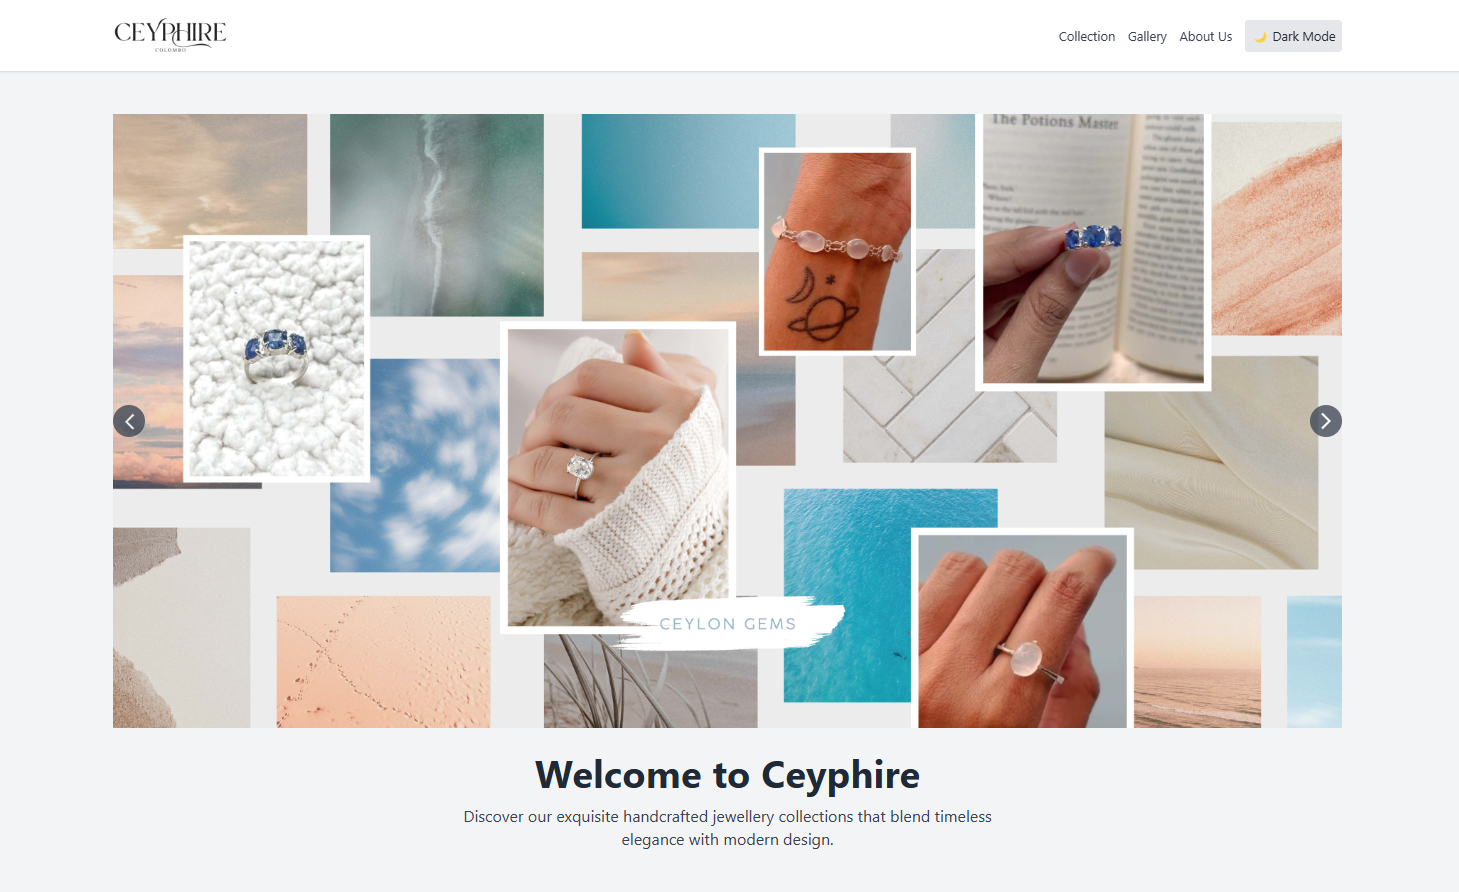 CEYPHIRE
COLOMBO
Collection Gallery About Us 🌙 Dark Mode
The Potions Master
CEYLON GEMS
Welcome to Ceyphire
Discover our exquisite handcrafted jewellery collections that blend timeless
elegance with modern design.